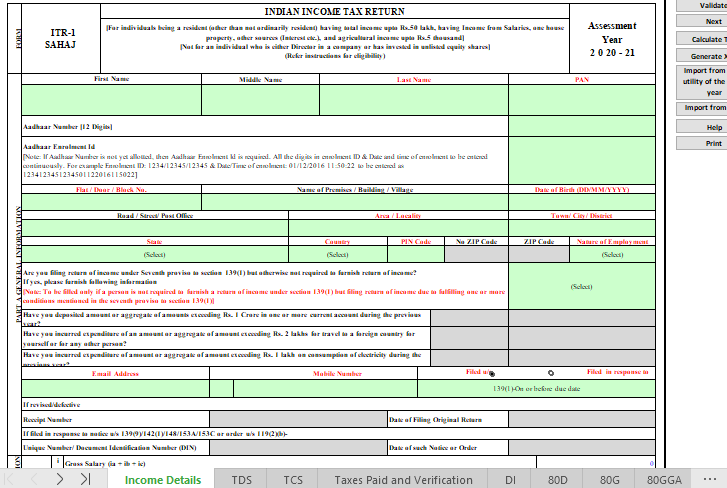 INDIAN INCOME TAX RETURN
FORM
ITR-1
SAHAJ
[For individuals being a resident (other than not ordinarily resident) having total income upto Rs.50 lakh, having Income from Salaries, one house
property, other sources (Interest etc.), and agricultural income upto Rs.5 thousand]
[Not for an individual who is either Director in a company or has invested in unlisted equity shares]
(Refer instructions for eligibility)
Assessment
Year
2 0 20 - 21
Validate
Next
Calculate T
Generate X
Import from
utility of the
year
Import from
Help
Print
First Name Middle Name Last Name PAN
Aadhaar Number [12 Digits]
Aadhaar Enrolment Id
[Note: If Aadhaar Number is not yet allotted, then Aadhaar Enrolment Id is required. All the digits in enrolment ID & Date and time of enrolment to be entered
continuously. For example Enrolment ID: 1234/12345/12345 & Date/Time of Enrolment: 01/12/2016 11:50:22 to be entered as
1234123451234501122016115022]
Flat / Door / Block No. Name of Premises / Building / Village Date of Birth (DD/MM/YYYY)
Road / Street/ Post Office Area / Locality Town/ City/ District
State Country PIN Code No ZIP Code ZIP Code Nature of Employment
(Select) (Select) (Select)
PART A GENERAL INFORMATION
Are you filing return of income under Seventh proviso to section 139(1) but otherwise not required to furnish return of income?
If yes, please furnish following information
[Note: To be filled only if a person is not required to furnish a return of income under section 139(1) but filing return of income due to fulfilling one or more
conditions mentioned in the seventh proviso to section 139(1)]
(Select)
Have you deposited amount or aggregate of amounts exceeding Rs. 1 Crore in one or more current account during the previous
year?
Have you incurred expenditure of an amount or aggregate of amount exceeding Rs. 2 lakhs for travel to a foreign country for
yourself or for any other person?
Have you incurred expenditure of amount or aggregate of amount exceeding Rs. 1 lakh on consumption of electricity during the
previous year?
Email Address Mobile Number Filed u/s Filed in response to
139(1)-On or before due date
If revised/defective
Receipt Number Date of Filing Original Return
If filed in response to notice u/s 139(9)/142(1)/148/153A/153C or order u/s 119(2)(b)-
Unique Number/ Document Identification Number (DIN) Date of such Notice or Order
i Gross Salary (ia + ib + ic) 0
Income Details TDS TCS Taxes Paid and Verification DI 80D 80G 80GGA ...